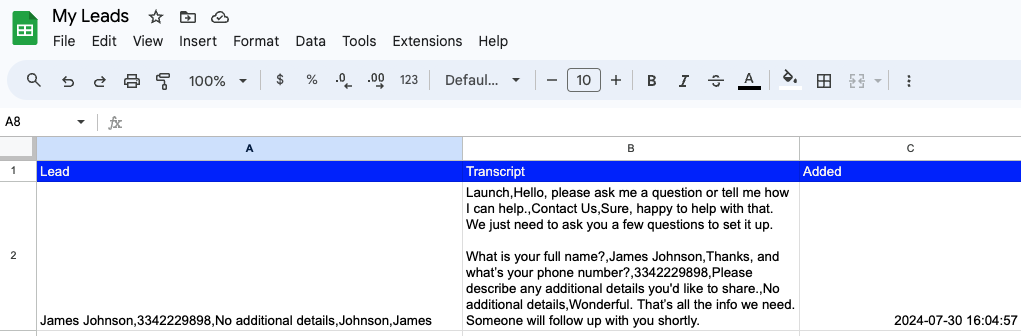 My Leads
File Edit View Insert Format Data Tools Extensions Help
100% $ % .0 .00 123 Defaul... 10 B I A
A8 fx
A B C
1 Lead Transcript Added
Launch,Hello, please ask me a question or tell me how
I can help.,Contact Us,Sure, happy to help with that.
We just need to ask you a few questions to set it up.
2
What is your full name?,James Johnson,Thanks, and
what's your phone number?,3342229898,Please
describe any additional details you'd like to share.,No
additional details,Wonderful. That's all the info we need.
James Johnson,3342229898,No additional details,Johnson,James Someone will follow up with you shortly. 2024-07-30 16:04:57